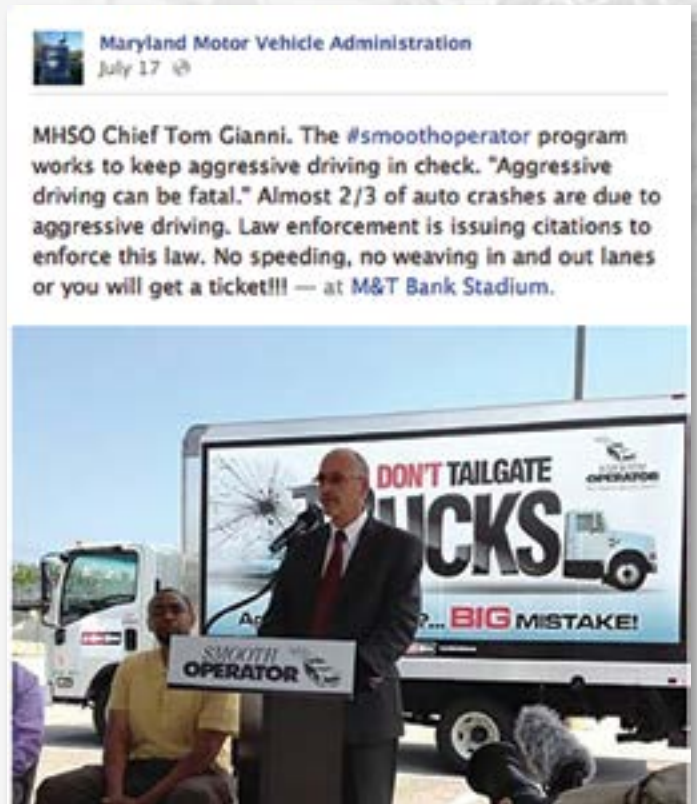 Maryland Motor Vehicle Administration
July 17
MHSO Chief Tom Gianni. The #smoothoperator program
works to keep aggressive driving in check. "Aggressive
driving can be fatal." Almost 2/3 of auto crashes are due to
aggressive driving. Law enforcement is issuing citations to
enforce this law. No speeding, no weaving in and out lanes
or you will get a ticket!!! — at M&T Bank Stadium.
DON'T TAILGATE
SMOOTH
OPERATOR
UCKS
?... BIG MISTAKE!
SMOOTH
OPERATOR